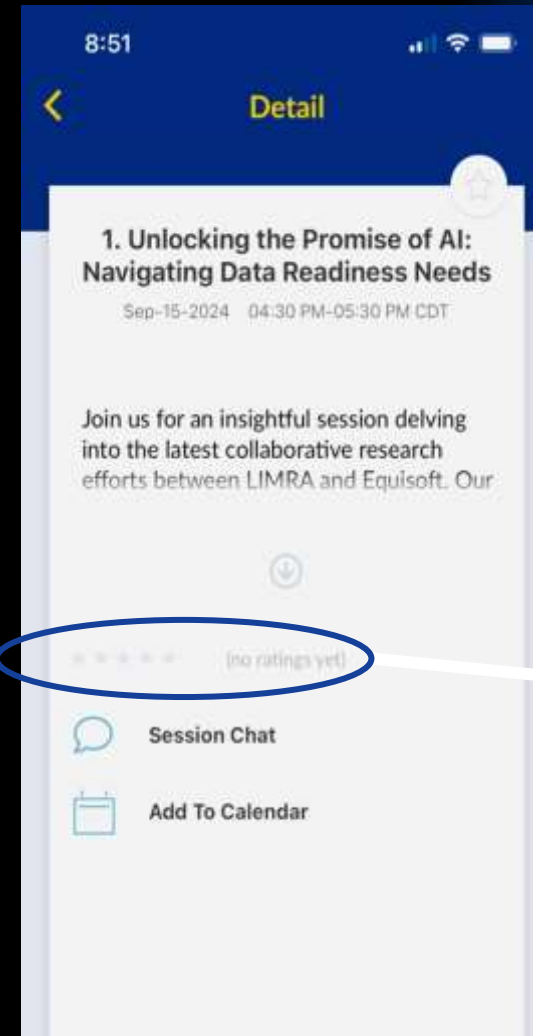 8:51
Detail
1. Unlocking the Promise of AI:
Navigating Data Readiness Needs
Sep-15-2024 04:30 PM-05:30 PM CDT
Join us for an insightful session delving
into the latest collaborative research
efforts between LIMRA and Equisoft. Our
(no ratings yet)
Session Chat
Add To Calendar